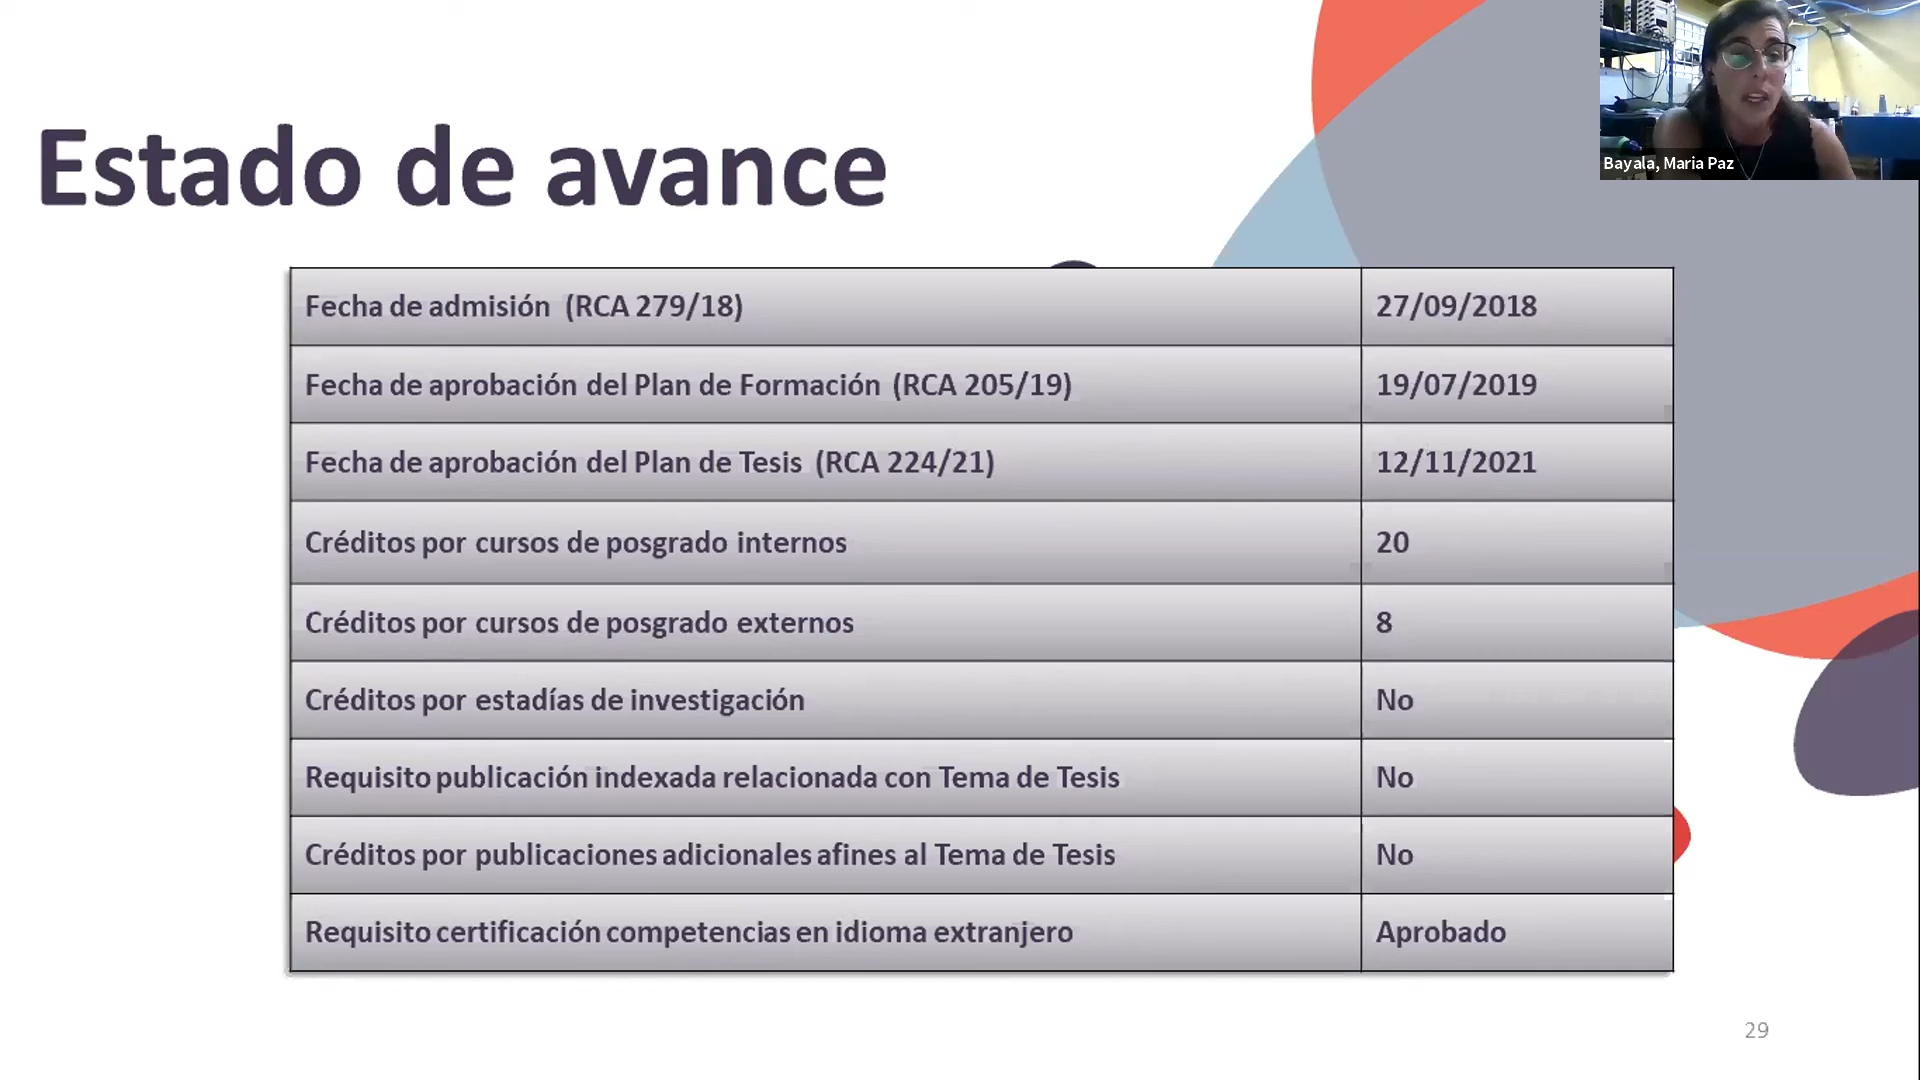 Bayala, Maria Paz
Estado de avance
Fecha de admisión (RCA 279/18) 27/09/2018
Fecha de aprobación del Plan de Formación (RCA 205/19) 19/07/2019
Fecha de aprobación del Plan de Tesis (RCA 224/21) 12/11/2021
Créditos por cursos de posgrado internos 20
Créditos por cursos de posgrado externos 8
Créditos por estadías de investigación No
Requisito publicación indexada relacionada con Tema de Tesis No
Créditos por publicaciones adicionales afines al Tema de Tesis No
Requisito certificación competencias en idioma extranjero Aprobado
29